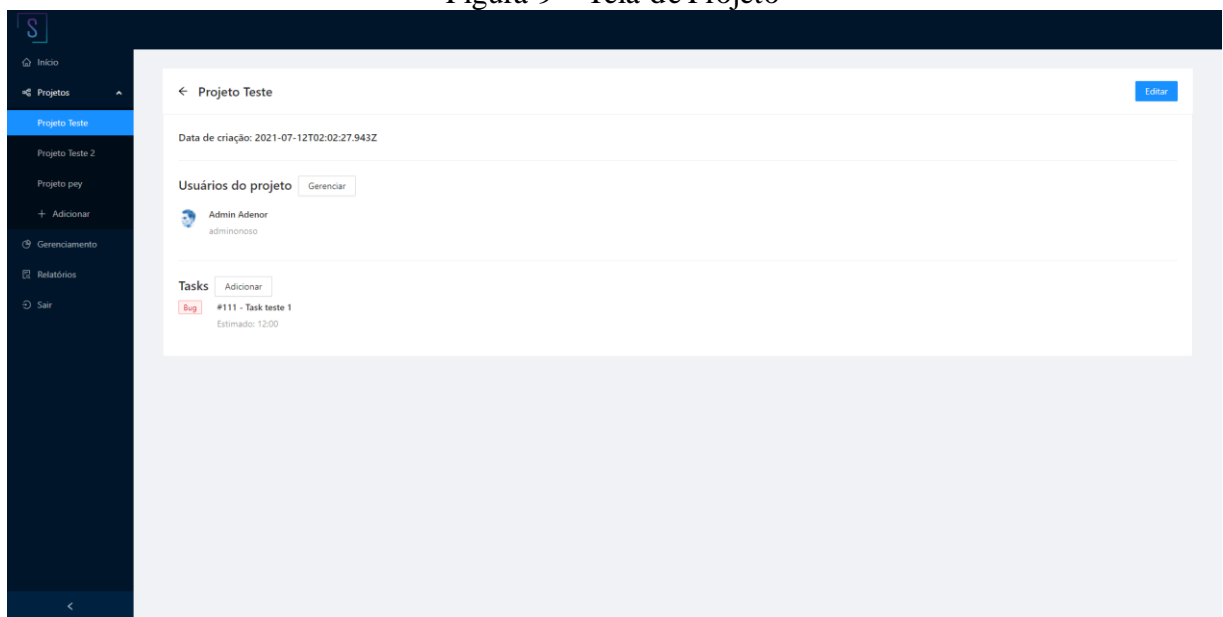 Figura 9 – Tela de Projeto
S
Início
Projetos
Projeto Teste
Projeto Teste 2
Projeto pey
+ Adicionar
Gerenciamento
Relatórios
Sair
← Projeto Teste
Editar
Data de criação: 2021-07-12T02:02:27.943Z
Usuários do projeto Gerenciar
Admin Adenor
adminonoso
Tasks Adicionar
Bug #111 - Task teste 1
Estimado: 12:00